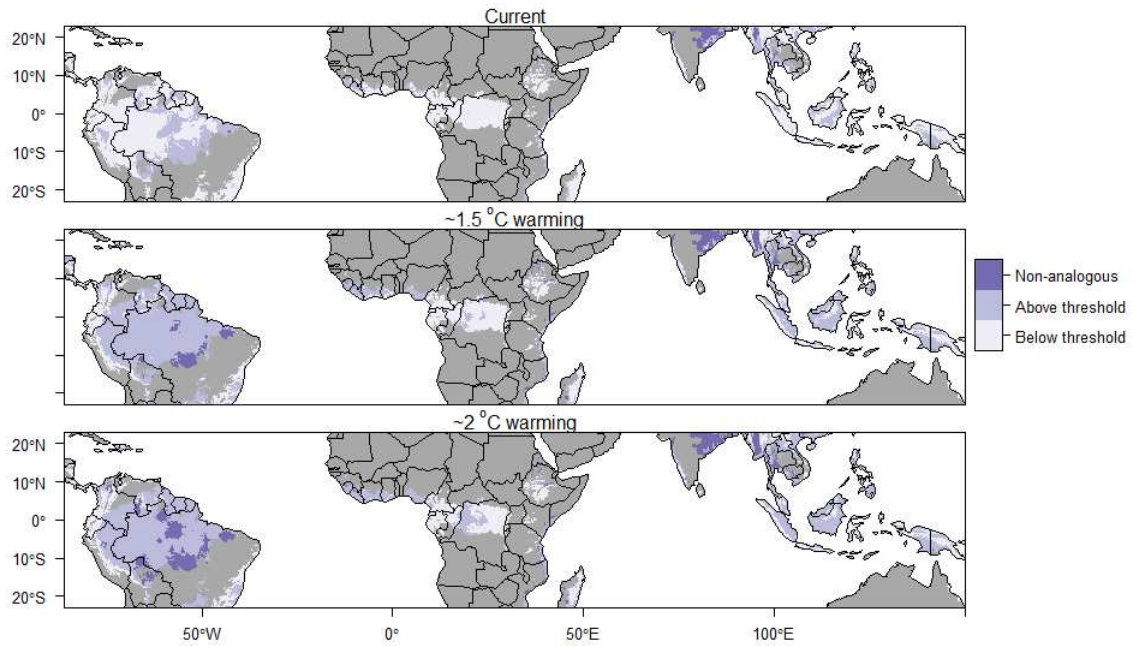 Current
20°N
10°N
0°
10°S
20°S
~1.5 °C warming
Non-analogous
Above threshold
Below threshold
~2 °C warming
20°N
10°N
0°
10°S
20°S
50°W
0°
50°E
100°E